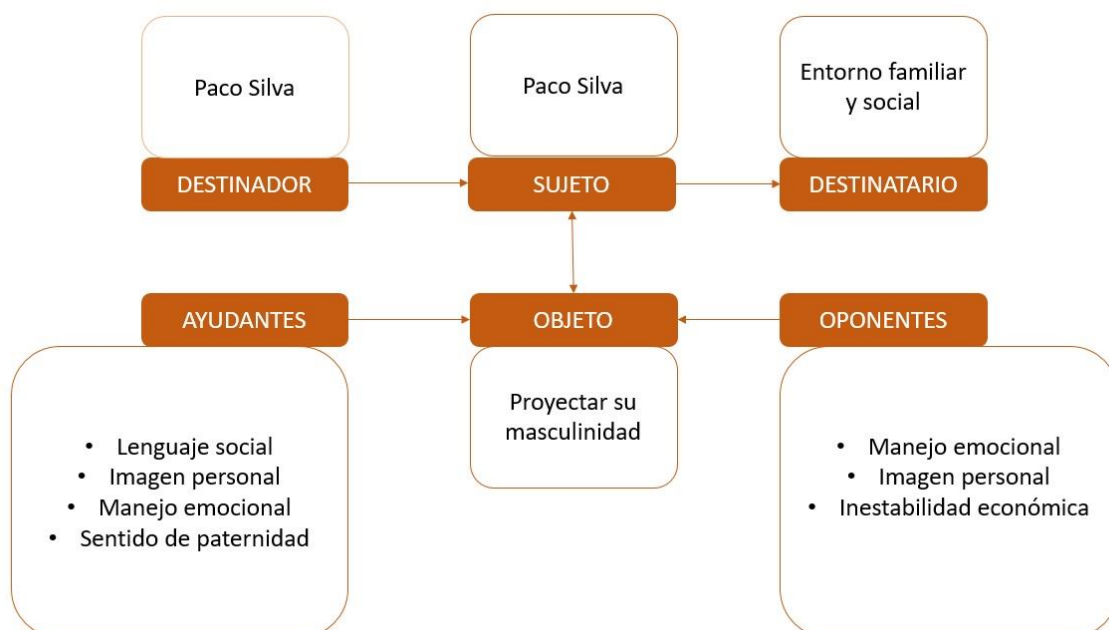 Paco Silva
Paco Silva
Entorno familiar
y social
DESTINADOR
SUJETO
DESTINATARIO
AYUDANTES
OBJETO
OPONENTES
• Lenguaje social
• Imagen personal
• Manejo emocional
• Sentido de paternidad
Proyectar su
masculinidad
• Manejo emocional
• Imagen personal
• Inestabilidad económica